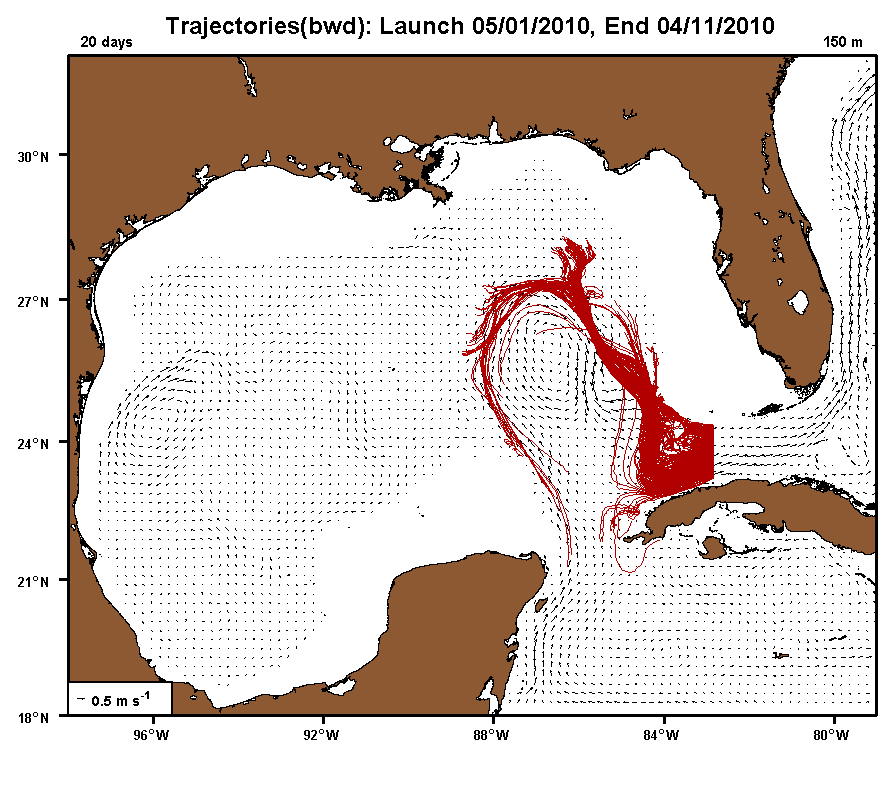 Trajectories(bwd): Launch 05/01/2010, End 04/11/2010
20 days
150 m
30°N
27°N
24°N
21°N
18°N
~ 0.5 m s-1
96°W
92°W
88°W
84°W
80°W